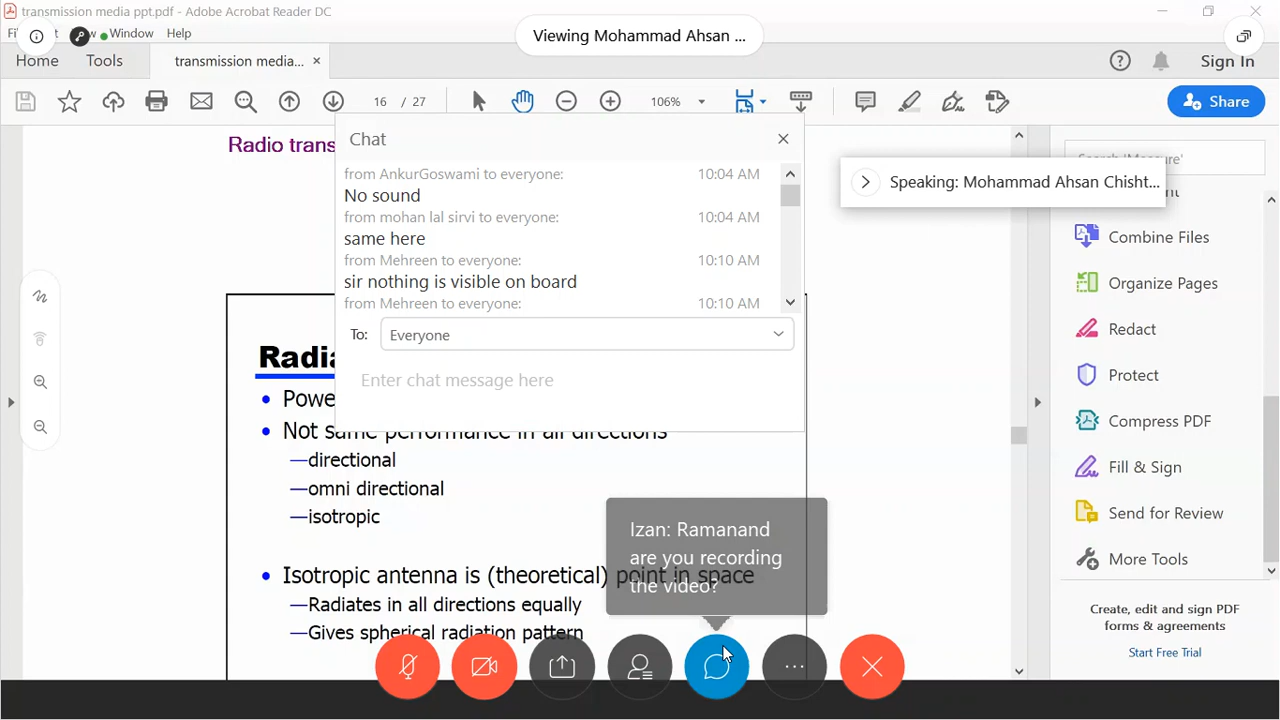 transmission media ppt.pdf - Adobe Acrobat Reader DC
Window Help
Viewing Mohammad Ahsan ...
Home Tools transmission media... ×
Sign In
16 / 27
106%
Share
Radio trans
Chat
from AnkurGoswami to everyone: 10:04 AM
No sound
from mohan lal sirvi to everyone: 10:04 AM
same here
from Mehreen to everyone: 10:10 AM
sir nothing is visible on board
from Mehreen to everyone: 10:10 AM
To: Everyone
Enter chat message here
Speaking: Mohammad Ahsan Chisht...
Search 'Measure'
Combine Files
Organize Pages
Redact
Protect
Compress PDF
Fill & Sign
Send for Review
More Tools
Create, edit and sign PDF
forms & agreements
Start Free Trial
Radia
• Powe
• Not same performance in all directions
—directional
—omni directional
—isotropic
• Isotropic antenna is (theoretical) point in space
—Radiates in all directions equally
—Gives spherical radiation pattern
Izan: Ramanand
are you recording
the video?